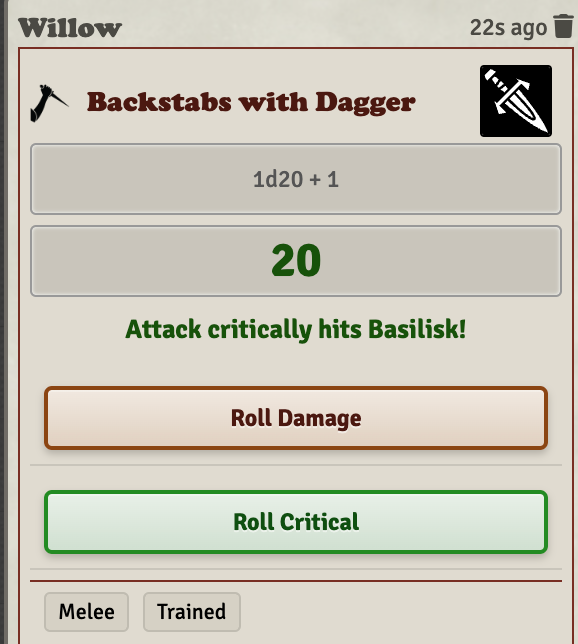 Willow 22s ago
Backstabs with Dagger
1d20 + 1
20
Attack critically hits Basilisk!
Roll Damage
Roll Critical
Melee Trained